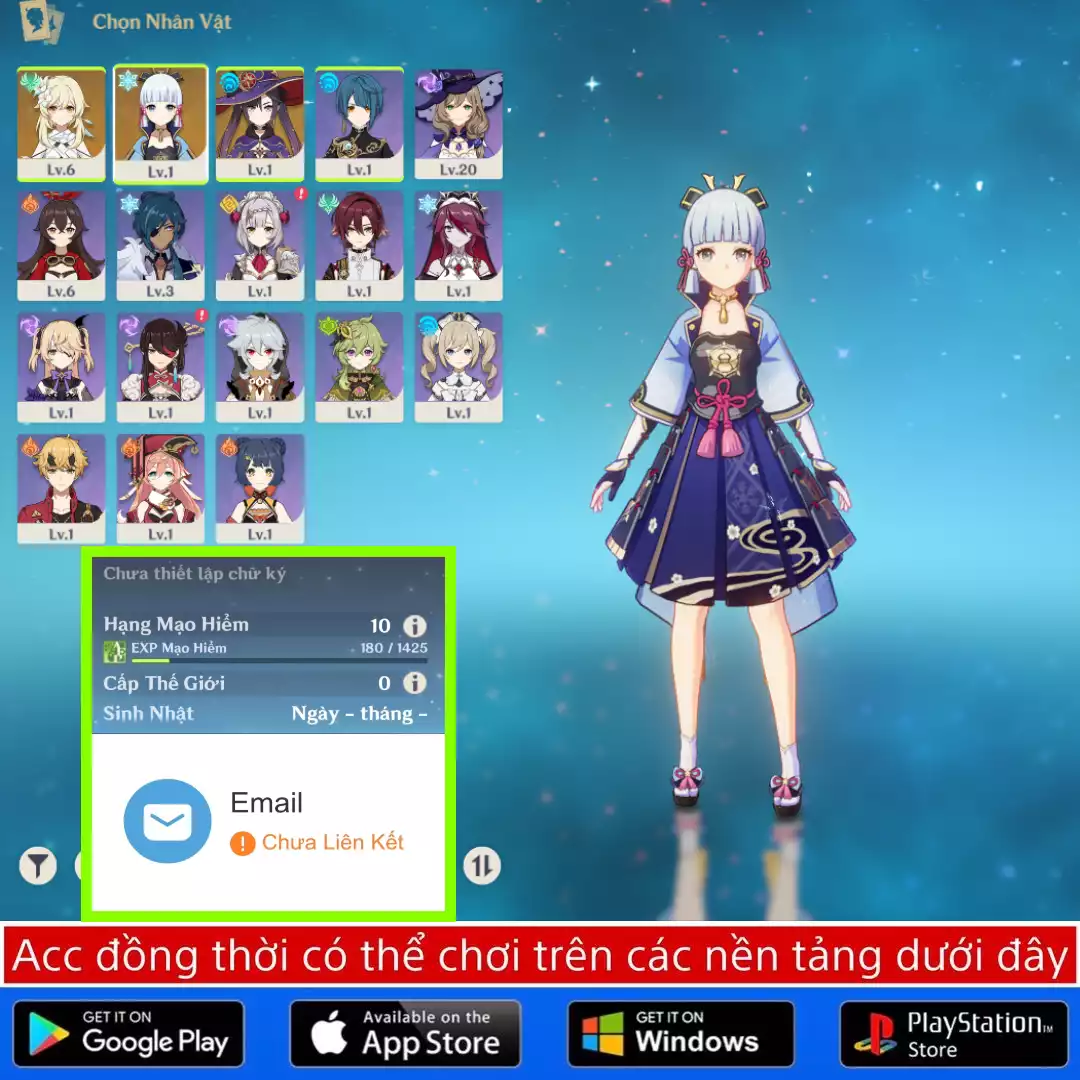 Chọn Nhân Vật
Lv.6
Lv.1
Lv.1
Lv.1
Lv.20
Lv.6
Lv.3
Lv.1
Lv.1
Lv.1
Lv.1
Lv.1
Lv.1
Lv.1
Lv.1
Lv.1
Lv.1
Lv.1
Chưa thiết lập chữ ký
Hạng Mạo Hiểm 10
EXP Mạo Hiểm 180 / 1425
Cấp Thế Giới 0
Sinh Nhật Ngày – tháng –
Email
Chưa Liên Kết
Acc đồng thời có thể chơi trên các nền tảng dưới đây
GET IT ON
Google Play
Available on the
App Store
GET IT ON
Windows
PlayStation™
Store